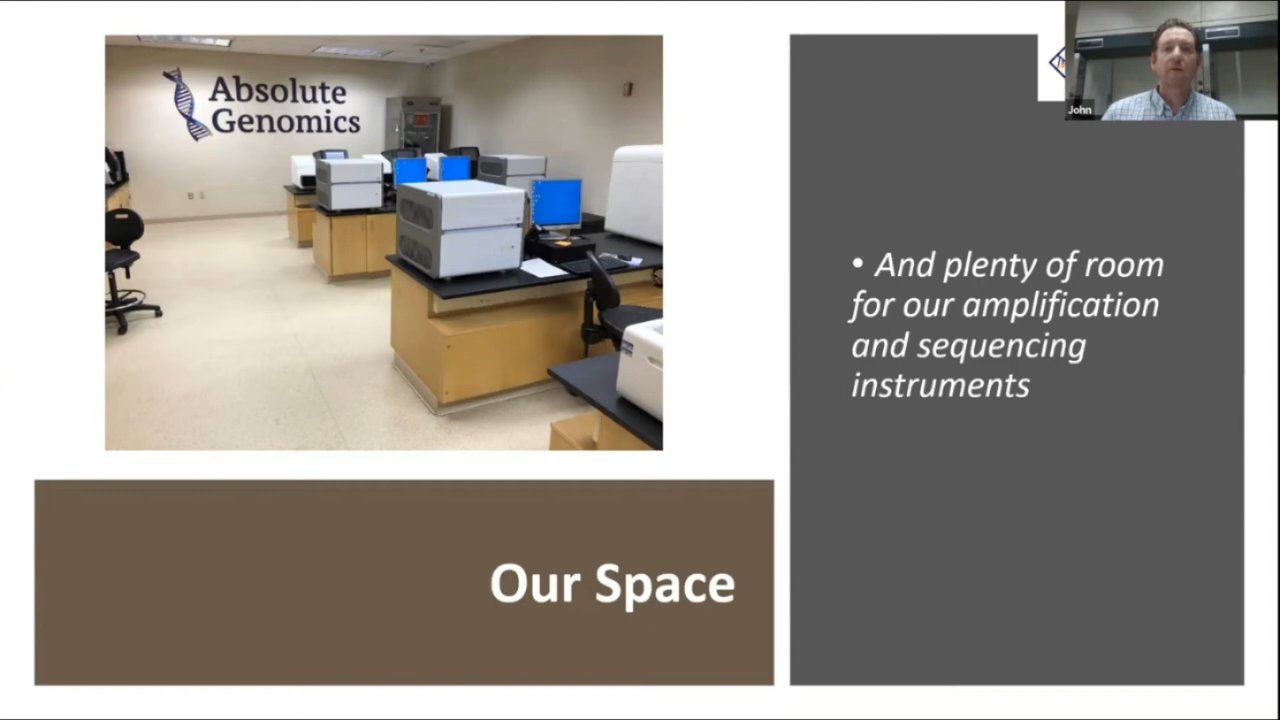 Absolute
Genomics
John
• And plenty of room
for our amplification
and sequencing
instruments
Our Space